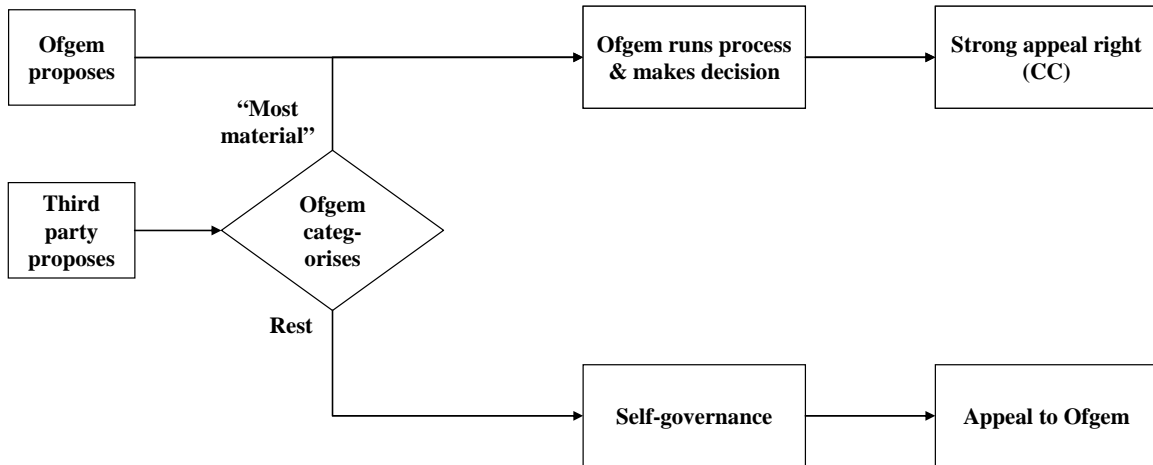 Ofgem
proposes
Ofgem runs process
& makes decision
Strong appeal right
(CC)
“Most
material”
Third
party
proposes
Ofgem
categ-
orises
Rest
Self-governance
Appeal to Ofgem